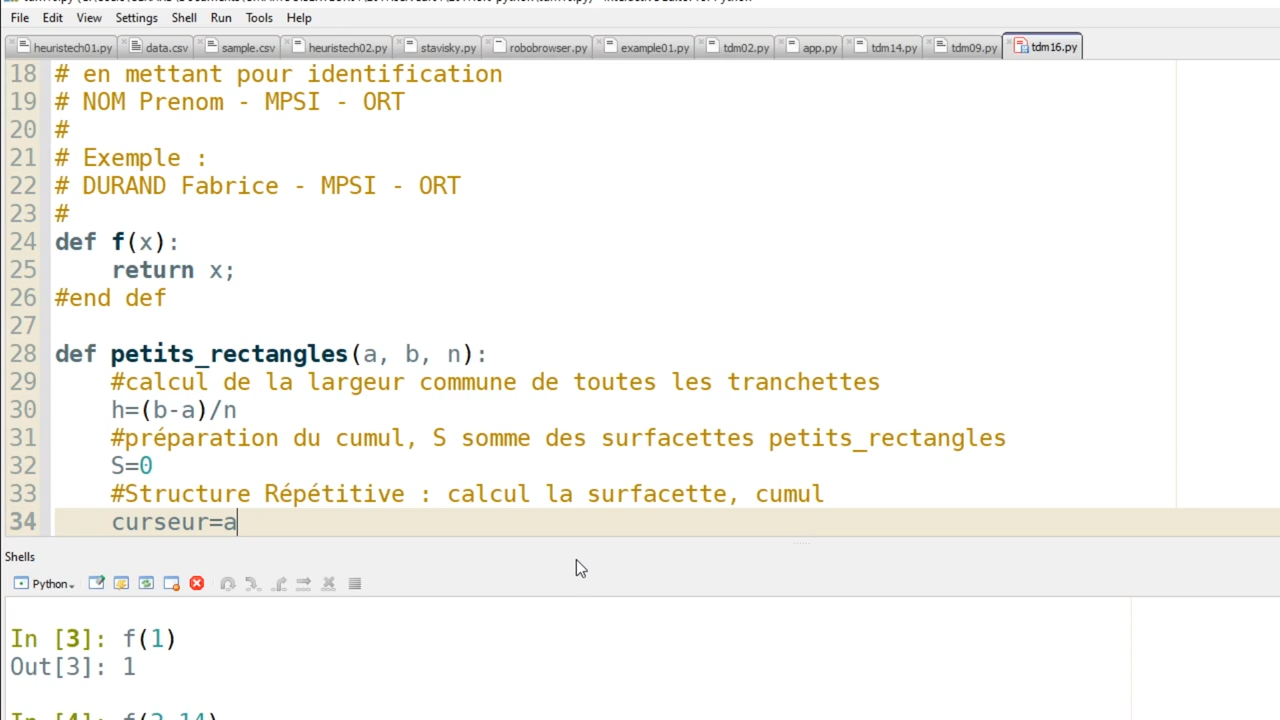 File Edit View Settings Shell Run Tools Help
heuristech01.py data.csv sample.csv heuristech02.py stavisky.py robobrowser.py example01.py tdm02.py app.py tdm14.py tdm09.py tdm16.py
18 # en mettant pour identification
19 # NOM Prenom - MPSI - ORT
20 #
21 # Exemple :
22 # DURAND Fabrice - MPSI - ORT
23 #
24 def f(x):
25 return x;
26 #end def
27
28 def petits_rectangles(a, b, n):
29 #calcul de la largeur commune de toutes les tranchettes
30 h=(b-a)/n
31 #préparation du cumul, S somme des surfacettes petits_rectangles
32 S=0
33 #Structure Répétitive : calcul la surfacette, cumul
34 curseur=a
Shells
Python
In [3]: f(1)
Out[3]: 1
In [4]: f(3.14)